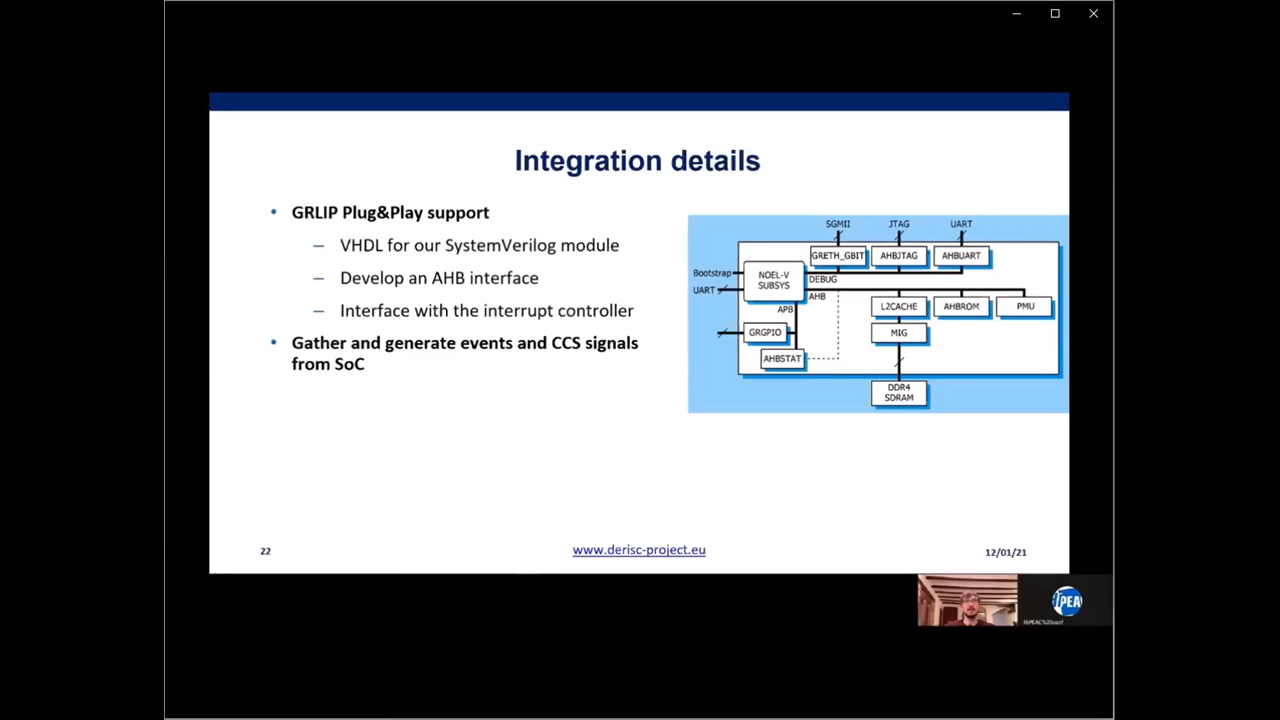 Integration details
• GRLIP Plug&Play support
– VHDL for our SystemVerilog module
– Develop an AHB interface
– Interface with the interrupt controller
• Gather and generate events and CCS signals
from SoC
SGMII JTAG UART
GRETH_GBIT AHBJTAG AHBUART
Bootstrap
NOEL-V
SUBSYS
DEBUG
UART
AHB
APB
L2CACHE AHBROM PMU
GRGPIO
MIG
AHBSTAT
DDR4
SDRAM
22
www.derisc-project.eu
12/01/21